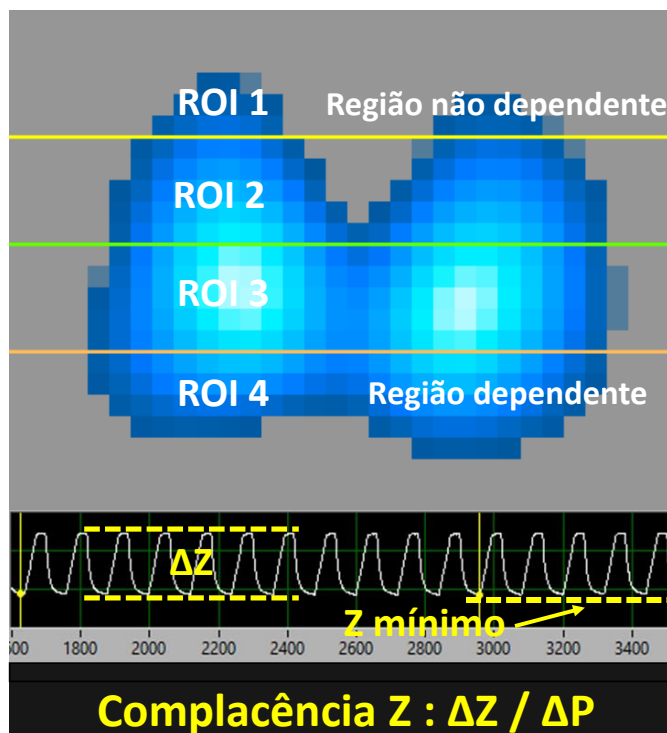 ROI 1 Região não dependente
ROI 2
ROI 3
ROI 4 Região dependente
ΔZ
Z mínimo
600 1800 2000 2200 2400 2600 2800 3000 3200 3400
Complacência Z : ΔZ / ΔP